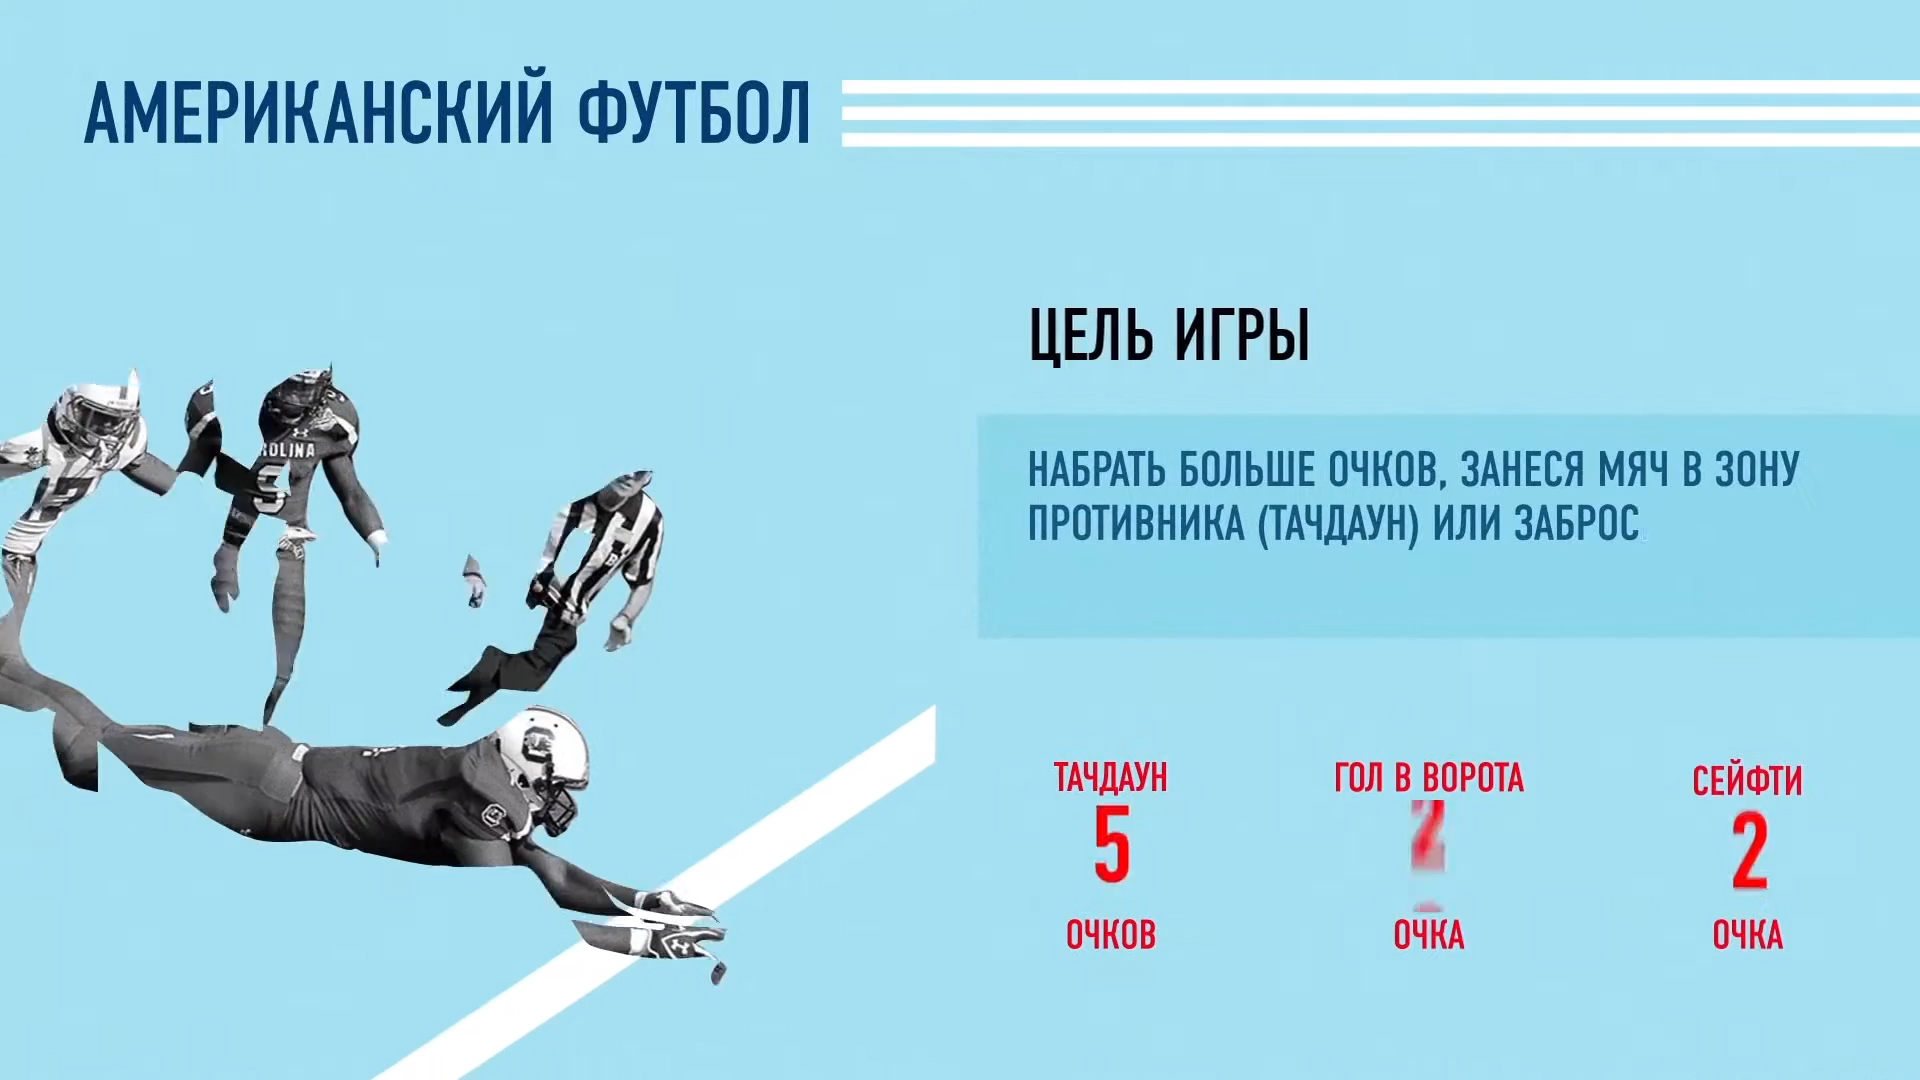 АМЕРИКАНСКИЙ ФУТБОЛ
ЦЕЛЬ ИГРЫ
НАБРАТЬ БОЛЬШЕ ОЧКОВ, ЗАНЕСЯ МЯЧ В ЗОНУ
ПРОТИВНИКА (ТАЧДАУН) ИЛИ ЗАБРОС
ТАЧДАУН
5
ОЧКОВ
ГОЛ В ВОРОТА
ОЧКА
СЕЙФТИ
2
ОЧКА
ROLINA